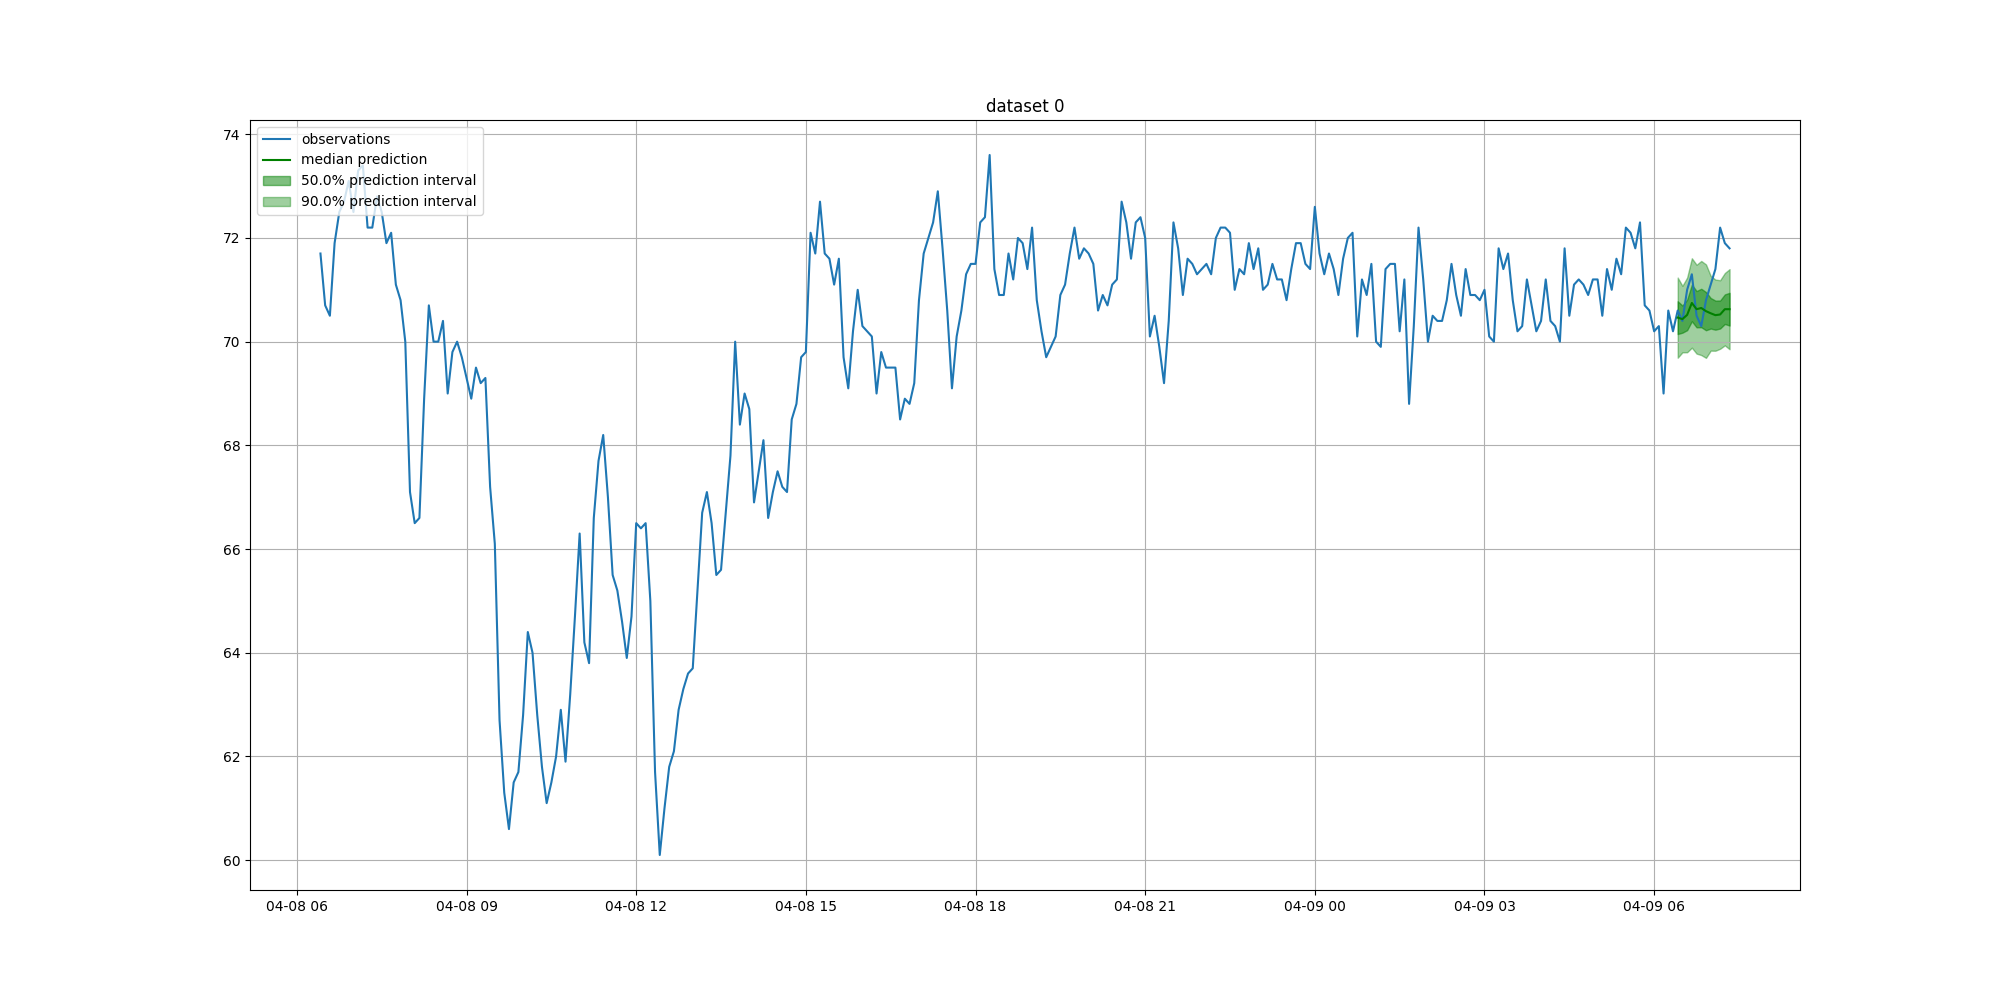 dataset 0
74
72
70
68
66
64
62
60
observations
median prediction
50.0% prediction interval
90.0% prediction interval
04-08 06 04-08 09 04-08 12 04-08 15 04-08 18 04-08 21 04-09 00 04-09 03 04-09 06